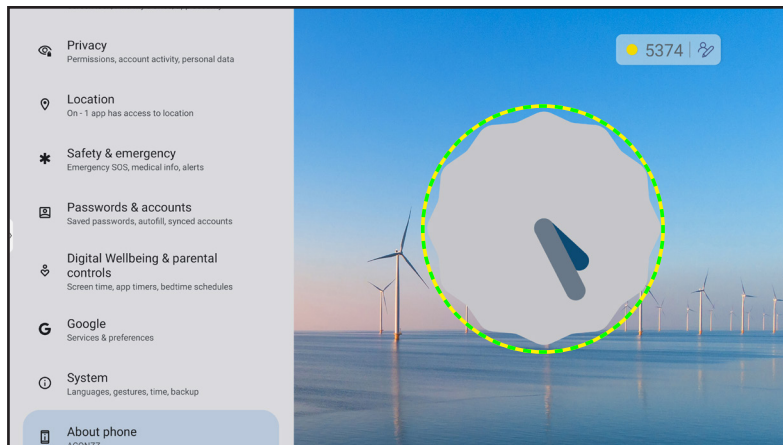 Privacy
Permissions, account activity, personal data
Location
On - 1 app has access to location
Safety & emergency
Emergency SOS, medical info, alerts
Passwords & accounts
Saved passwords, autofill, synced accounts
Digital Wellbeing & parental
controls
Screen time, app timers, bedtime schedules
Google
Services & preferences
System
Languages, gestures, time, backup
About phone
5374